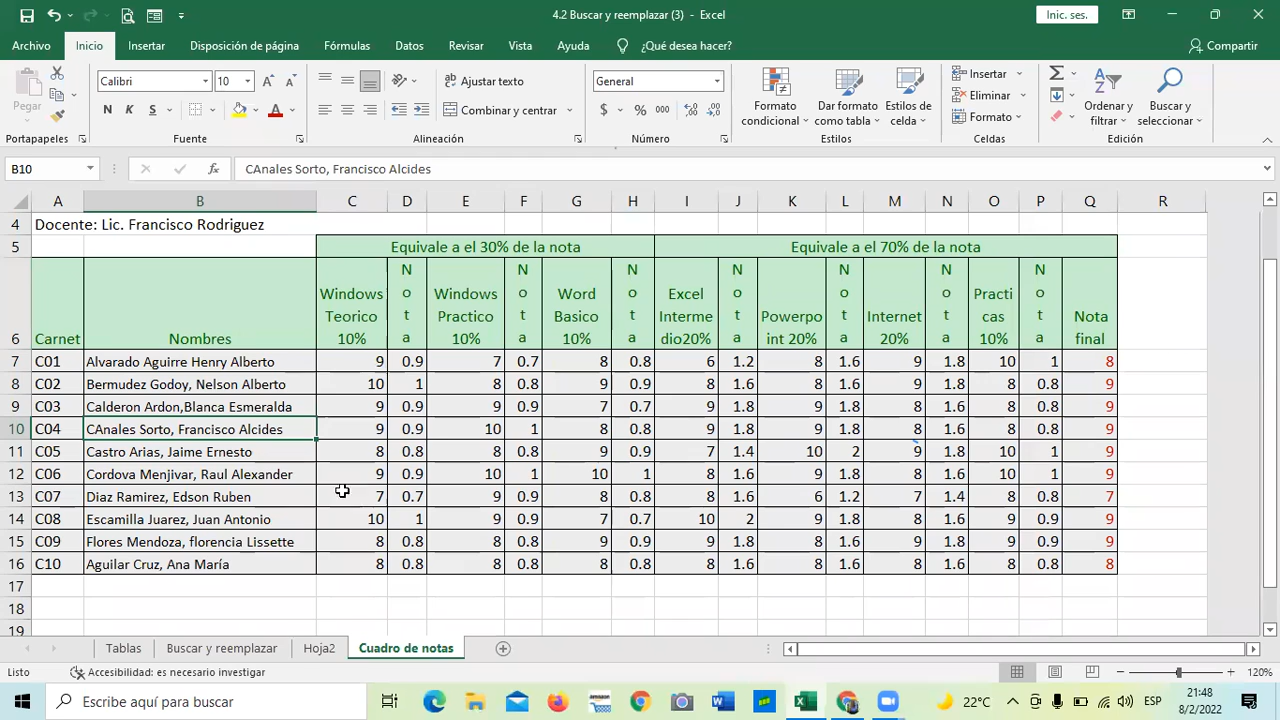 4.2 Buscar y reemplazar (3) - Excel
Inic. ses.
Archivo Inicio Insertar Disposición de página Fórmulas Datos Revisar Vista Ayuda ¿Qué desea hacer? Compartir
Pegar
Calibri 10
N K S
Ajustar texto
Combinar y centrar
General
$ % 000
Formato condicional
Dar formato como tabla
Estilos de celda
Insertar
Eliminar
Formato
Ordenar y filtrar
Buscar y seleccionar
Portapapeles Fuente Alineación Número Estilos Celdas Edición
B10 CAnales Sorto, Francisco Alcides
A B C D E F G H I J K L M N O P Q R
4 Docente: Lic. Francisco Rodriguez
5 Equivale a el 30% de la nota Equivale a el 70% de la nota
6 Carnet Nombres Windows Teorico 10% Nota Windows Practico 10% Nota Word Basico 10% Nota Excel Intermedio20% Nota Powerpoint 20% Nota Internet 20% Nota Practicas 10% Nota Nota final
7 C01 Alvarado Aguirre Henry Alberto 9 0.9 7 0.7 8 0.8 6 1.2 8 1.6 9 1.8 10 1 8
8 C02 Bermudez Godoy, Nelson Alberto 10 1 8 0.8 9 0.9 8 1.6 8 1.6 9 1.8 8 0.8 9
9 C03 Calderon Ardon,Blanca Esmeralda 9 0.9 9 0.9 7 0.7 9 1.8 9 1.8 8 1.6 8 0.8 9
10 C04 CAnales Sorto, Francisco Alcides 9 0.9 10 1 8 0.8 9 1.8 9 1.8 8 1.6 8 0.8 9
11 C05 Castro Arias, Jaime Ernesto 8 0.8 8 0.8 9 0.9 7 1.4 10 2 9 1.8 10 1 9
12 C06 Cordova Menjivar, Raul Alexander 9 0.9 10 1 10 1 8 1.6 9 1.8 8 1.6 10 1 9
13 C07 Diaz Ramirez, Edson Ruben 7 0.7 9 0.9 8 0.8 8 1.6 6 1.2 7 1.4 8 0.8 7
14 C08 Escamilla Juarez, Juan Antonio 10 1 9 0.9 7 0.7 10 2 9 1.8 8 1.6 9 0.9 9
15 C09 Flores Mendoza, florencia Lissette 8 0.8 8 0.8 9 0.9 9 1.8 8 1.6 9 1.8 9 0.9 9
16 C10 Aguilar Cruz, Ana María 8 0.8 8 0.8 8 0.8 8 1.6 8 1.6 8 1.6 8 0.8 8
17
18
19
Tablas Buscar y reemplazar Hoja2 Cuadro de notas
Listo Accesibilidad: es necesario investigar 120%
Escribe aquí para buscar 22°C ESP 21:48
8/2/2022